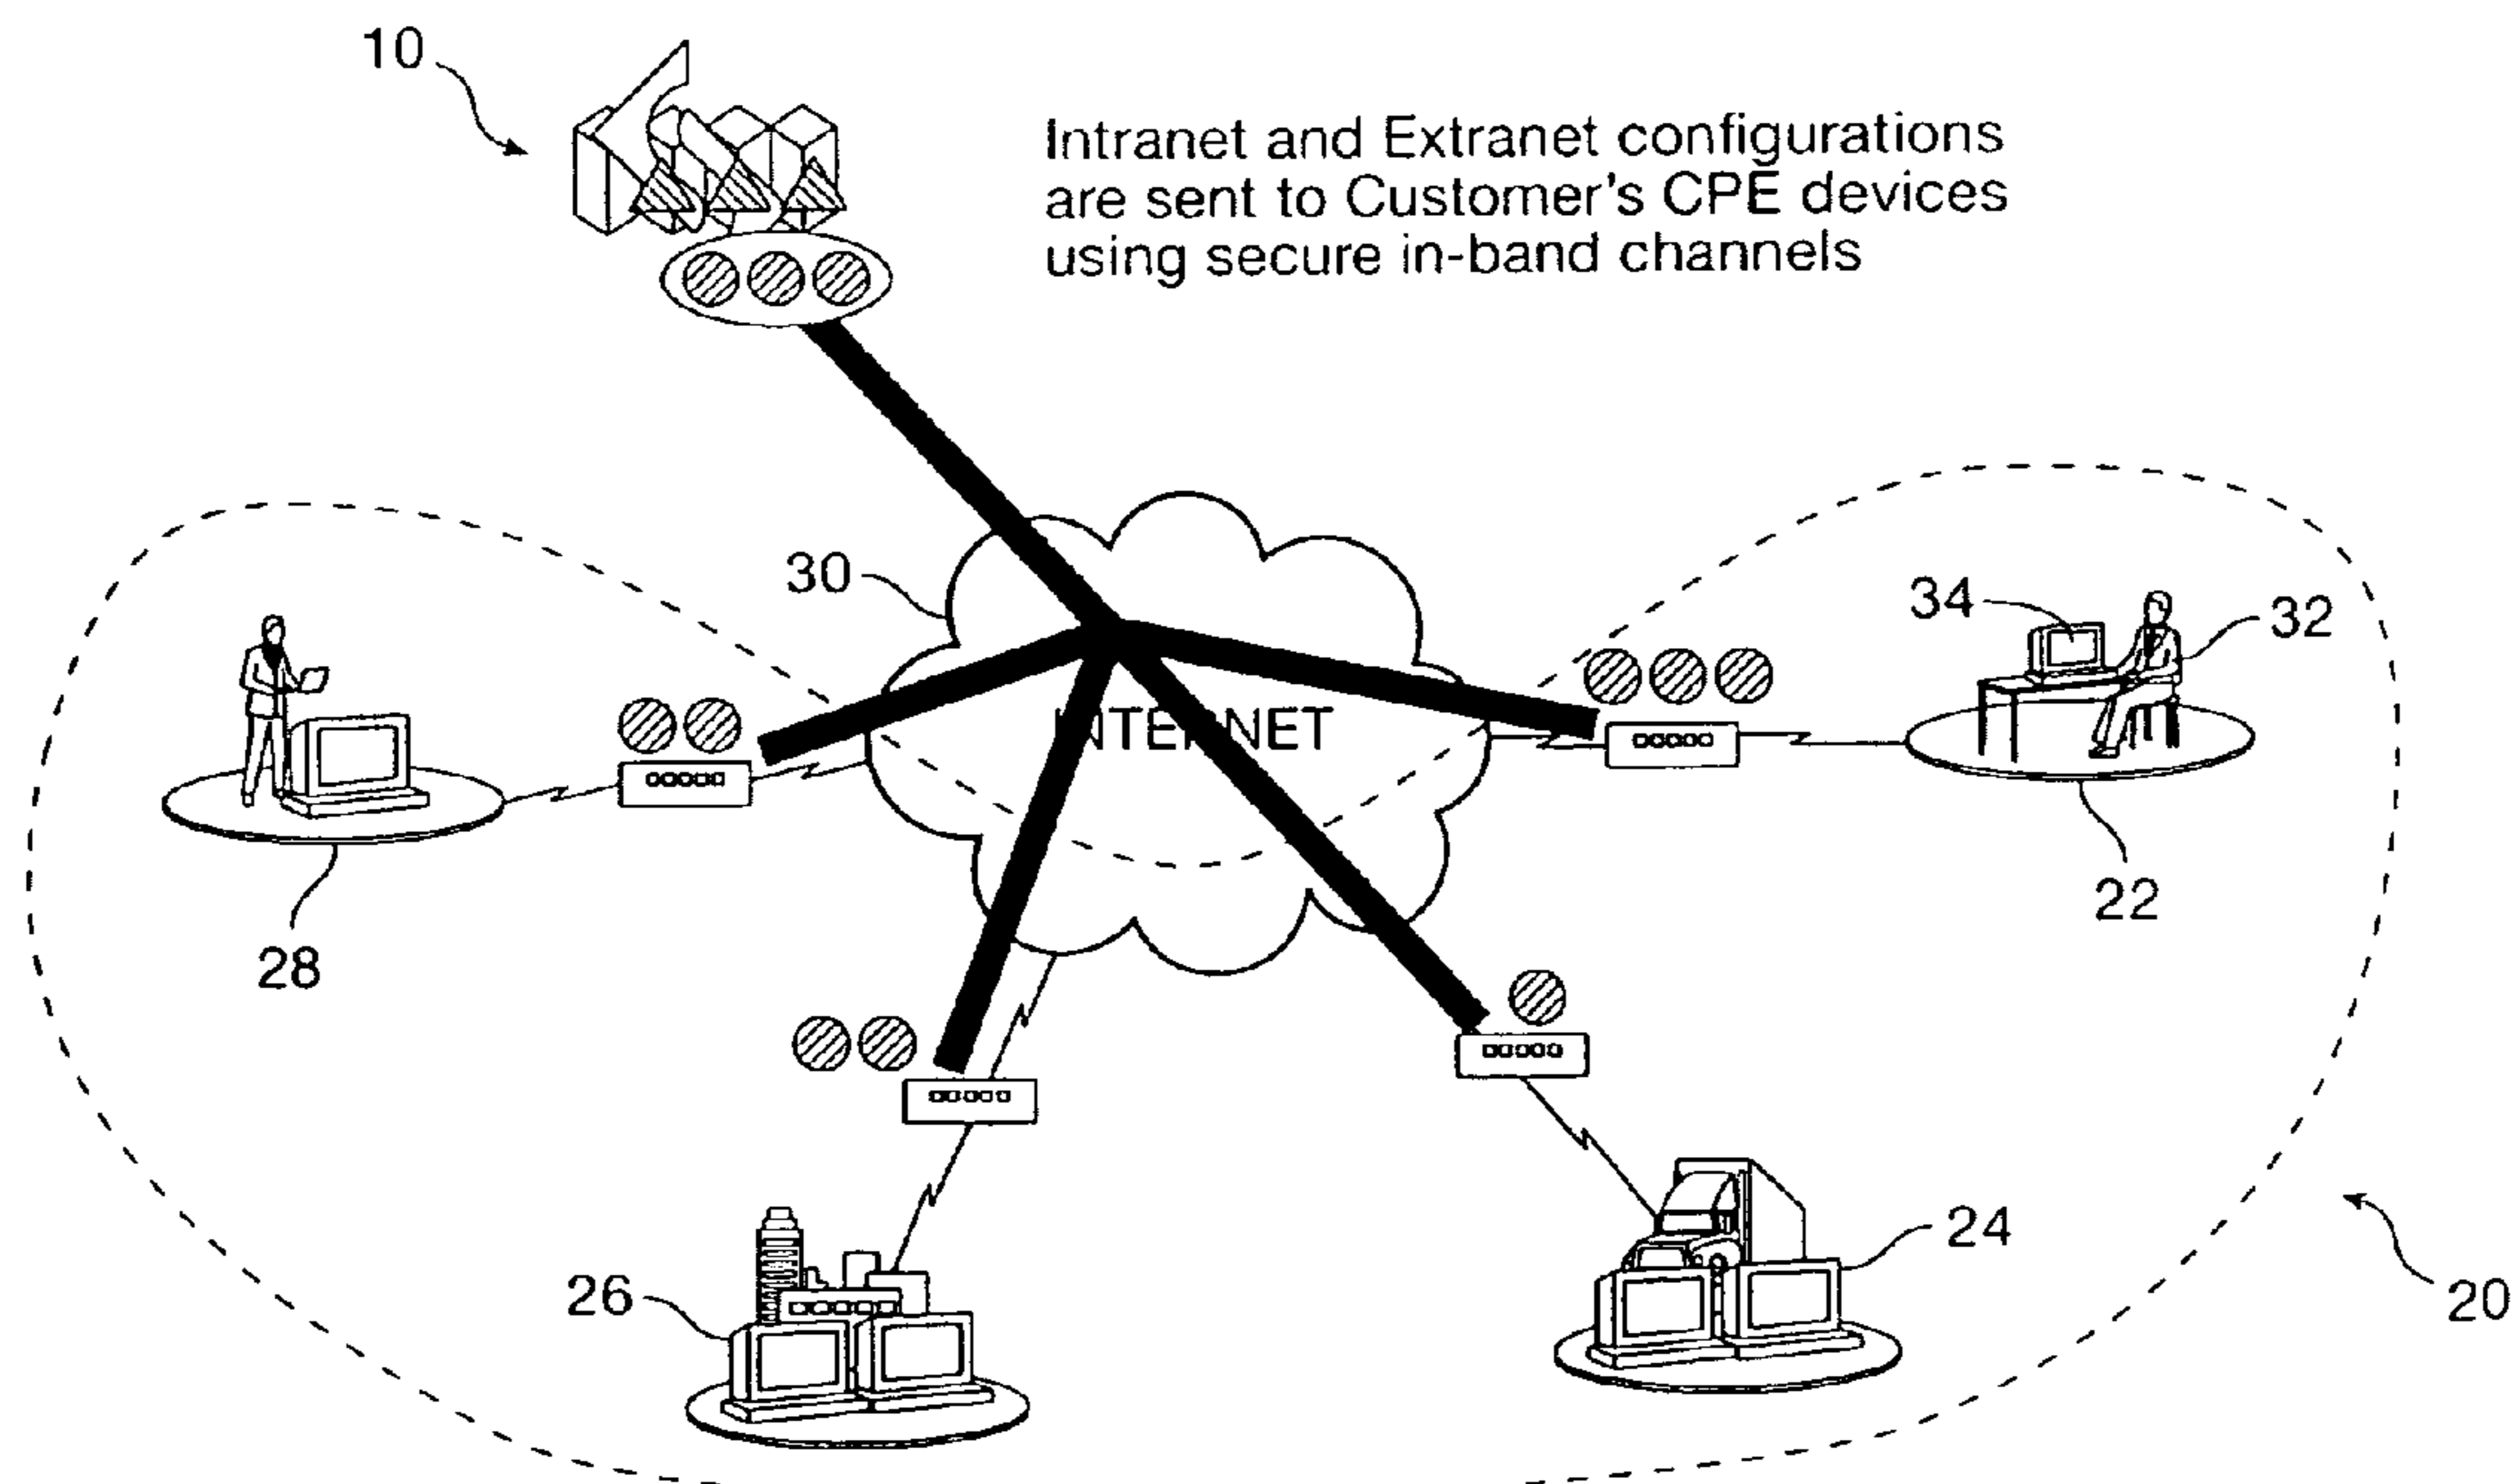 10
Intranet and Extranet configurations
are sent to Customer's CPE devices
using secure in-band channels
30
34
32
INTERNET
22
28
24
26
20